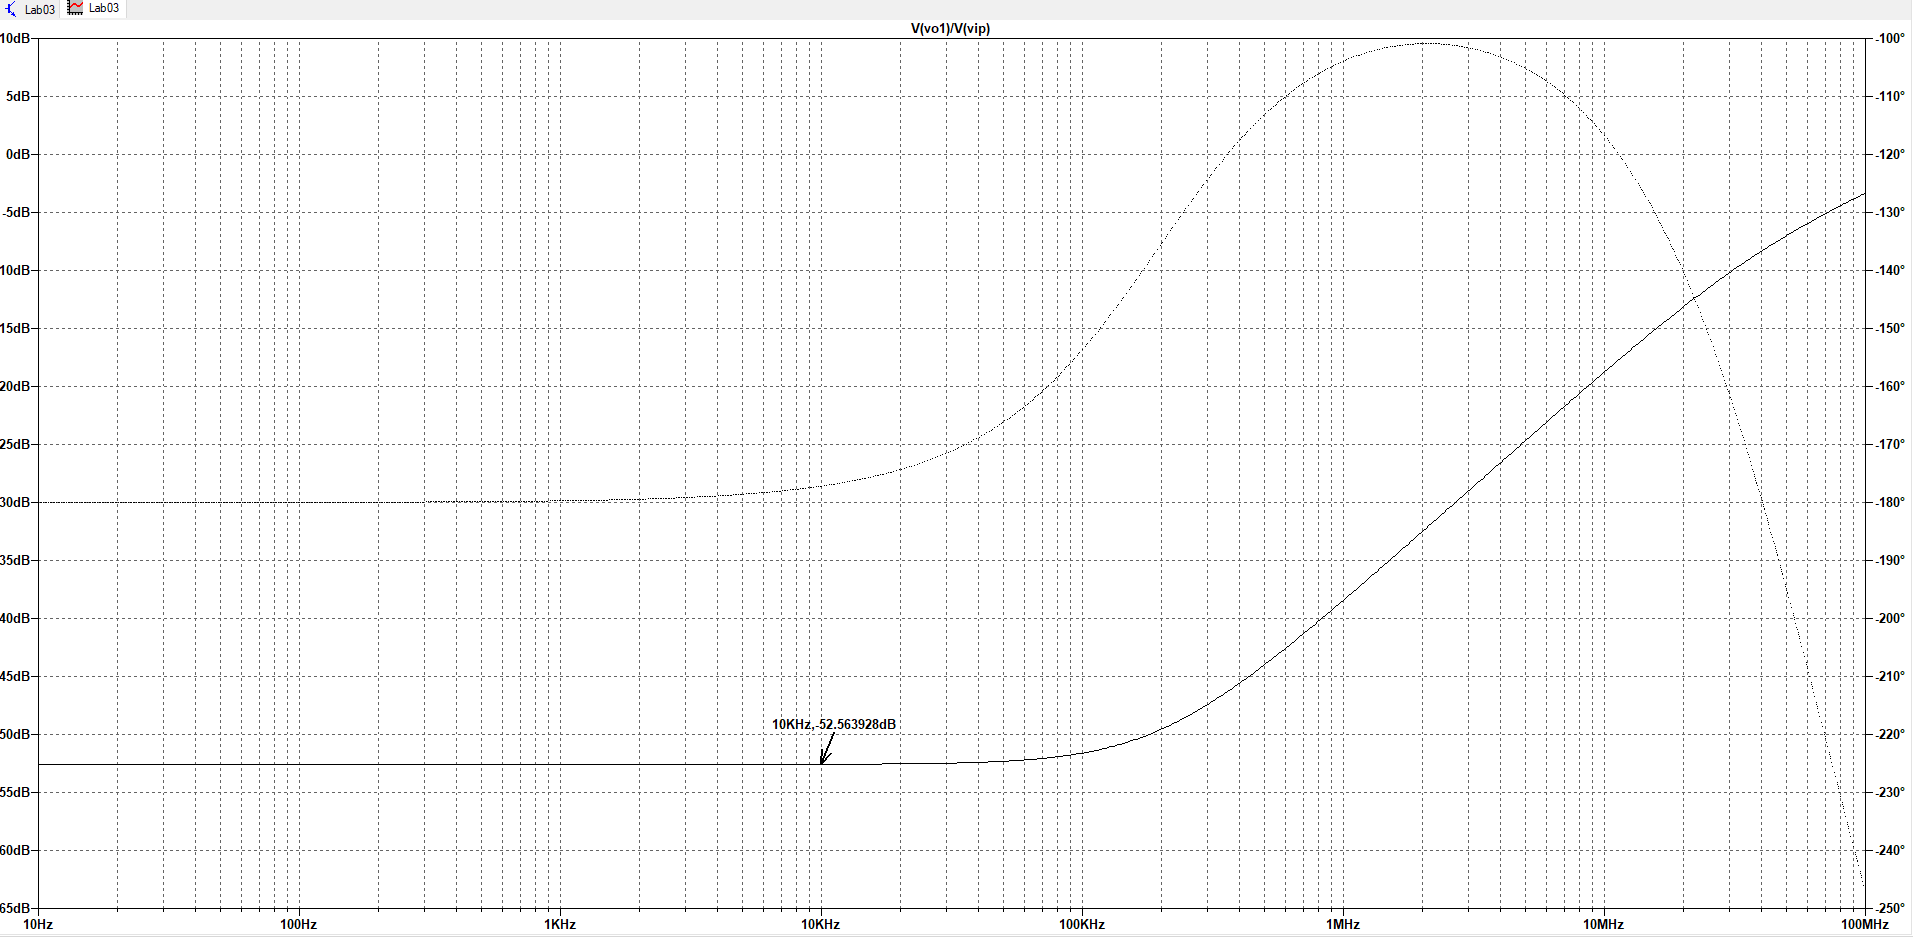 Lab03 Lab03
V(vo1)/V(vip)
10dB -100°
5dB -110°
0dB -120°
-5dB -130°
10dB -140°
15dB -150°
20dB -160°
25dB -170°
30dB -180°
35dB -190°
40dB -200°
45dB -210°
50dB -220°
10KHz,-52.563928dB
55dB -230°
60dB -240°
65dB -250°
10Hz 100Hz 1KHz 10KHz 100KHz 1MHz 10MHz 100MHz